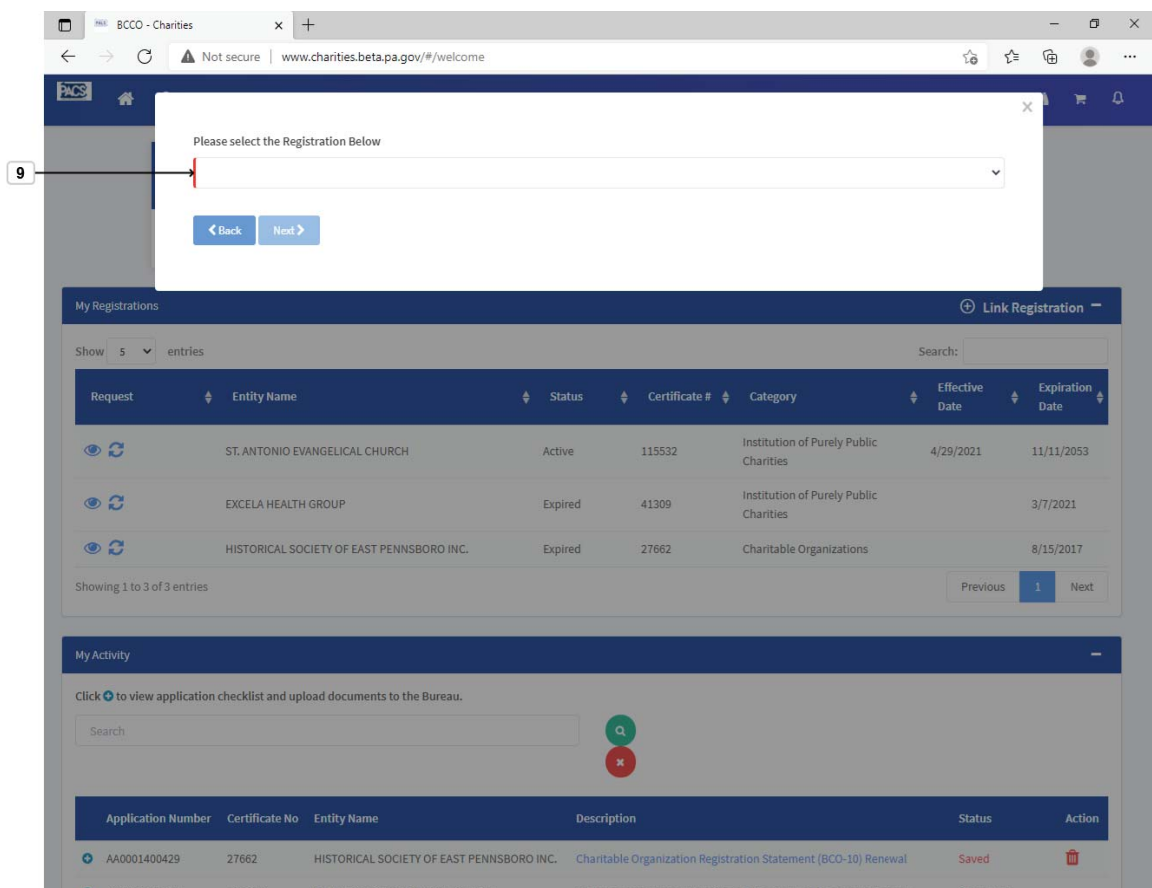 BCCO - Charities
Not secure | www.charities.beta.pa.gov/#/welcome
PACS
Please select the Registration Below
9
Back Next
My Registrations Link Registration
Show 5 entries Search:
Request Entity Name Status Certificate # Category Effective Date Expiration Date
ST. ANTONIO EVANGELICAL CHURCH Active 115532 Institution of Purely Public Charities 4/29/2021 11/11/2053
EXCELA HEALTH GROUP Expired 41309 Institution of Purely Public Charities 3/7/2021
HISTORICAL SOCIETY OF EAST PENNSBORO INC. Expired 27662 Charitable Organizations 8/15/2017
Showing 1 to 3 of 3 entries Previous 1 Next
My Activity
Click to view application checklist and upload documents to the Bureau.
Search
Application Number Certificate No Entity Name Description Status Action
AA0001400429 27662 HISTORICAL SOCIETY OF EAST PENNSBORO INC. Charitable Organization Registration Statement (BCO-10) Renewal Saved